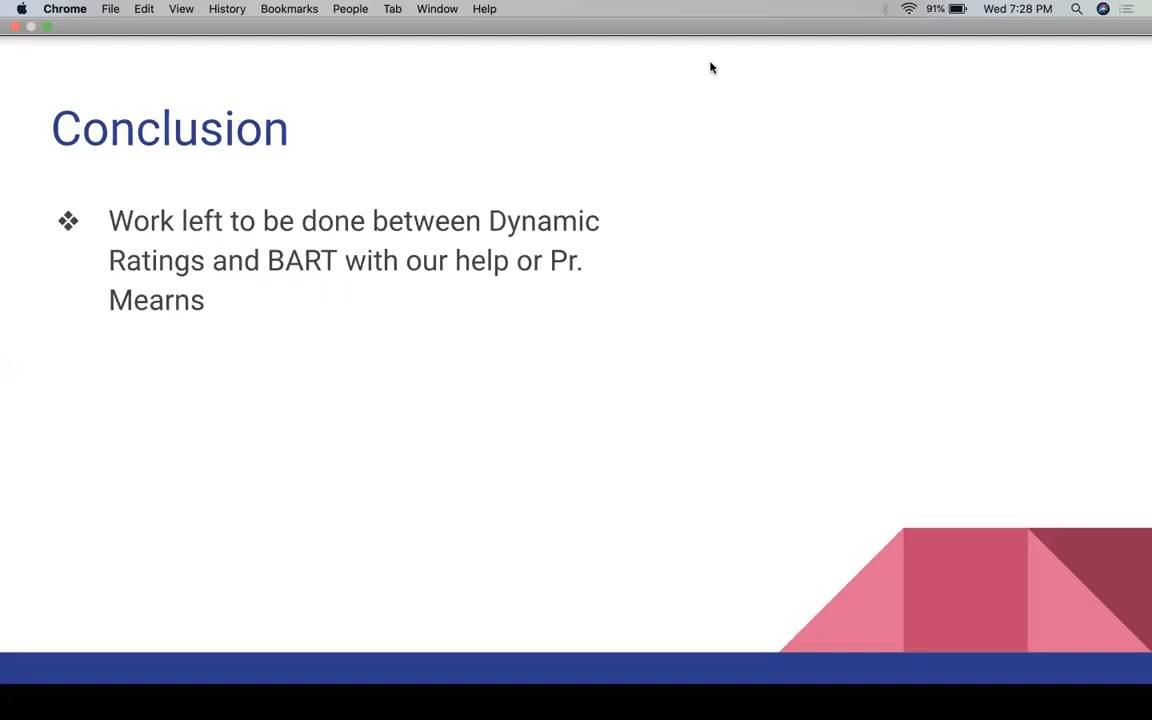 Chrome File Edit View History Bookmarks People Tab Window Help 91% Wed 7:28 PM
Conclusion
❖ Work left to be done between Dynamic
Ratings and BART with our help or Pr.
Mearns